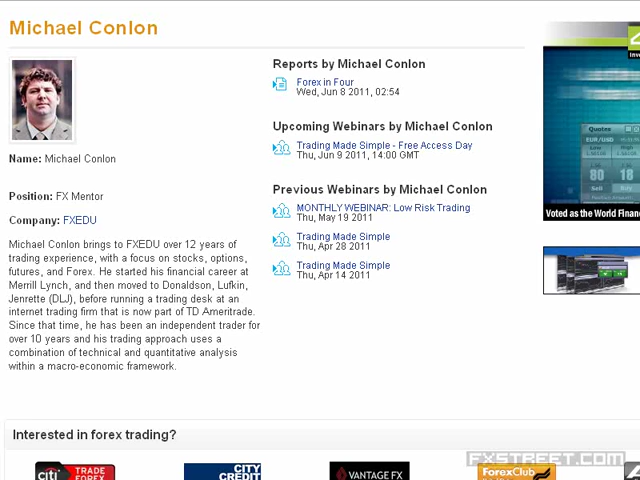 Michael Conlon
Name: Michael Conlon
Position: FX Mentor
Company: FXEDU
Michael Conlon brings to FXEDU over 12 years of
trading experience, with a focus on stocks, options,
futures, and Forex. He started his financial career at
Merrill Lynch, and then moved to Donaldson, Lufkin,
Jenrette (DLJ), before running a trading desk at an
internet trading firm that is now part of TD Ameritrade.
Since that time, he has been an independent trader for
over 10 years and his trading approach uses a
combination of technical and quantitative analysis
within a macro-economic framework.
Reports by Michael Conlon
Forex in Four
Wed, Jun 8 2011, 02:54
Upcoming Webinars by Michael Conlon
Trading Made Simple - Free Access Day
Thu, Jun 9 2011, 14:00 GMT
Previous Webinars by Michael Conlon
MONTHLY WEBINAR: Low Risk Trading
Thu, May 19 2011
Trading Made Simple
Thu, Apr 28 2011
Trading Made Simple
Thu, Apr 14 2011
Quotes
EUR/USD
Low
High
80 18
Sell Buy
Voted as the World Finan
Interested in forex trading?
citi TRADE FOREX
CITY CREDIT
VANTAGE FX
ForexClub
FXSTREET.COM